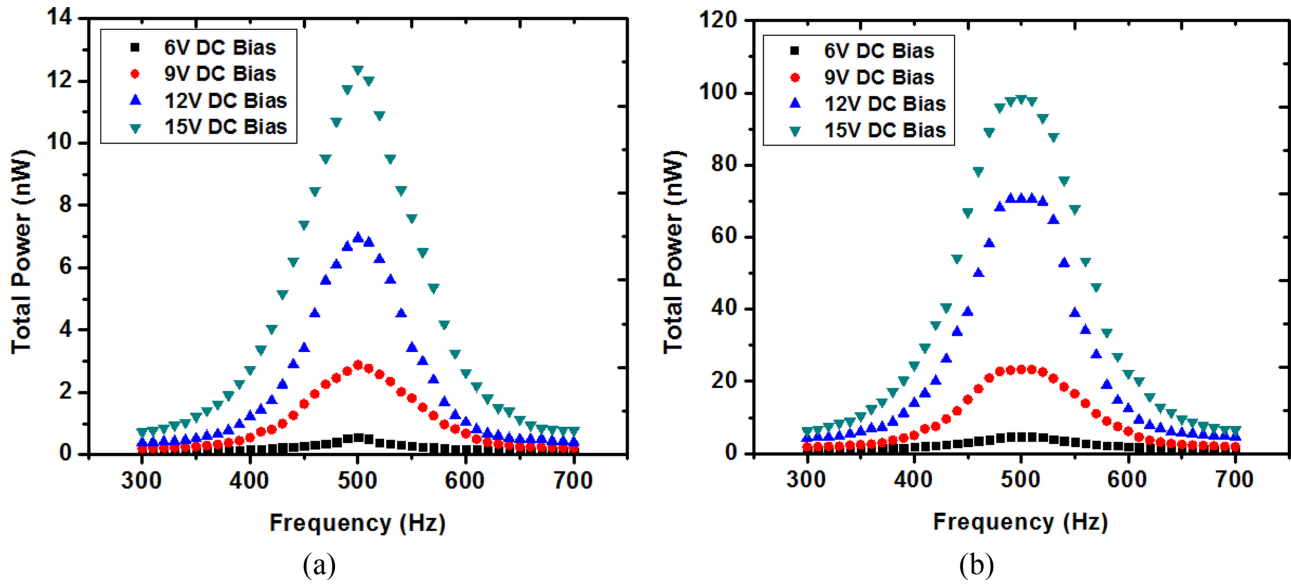 14
12
10
8
6
4
2
0
Total Power (nW)
6V DC Bias
9V DC Bias
12V DC Bias
15V DC Bias
300 400 500 600 700
Frequency (Hz)
(a)
120
100
80
60
40
20
0
Total Power (nW)
6V DC Bias
9V DC Bias
12V DC Bias
15V DC Bias
300 400 500 600 700
Frequency (Hz)
(b)